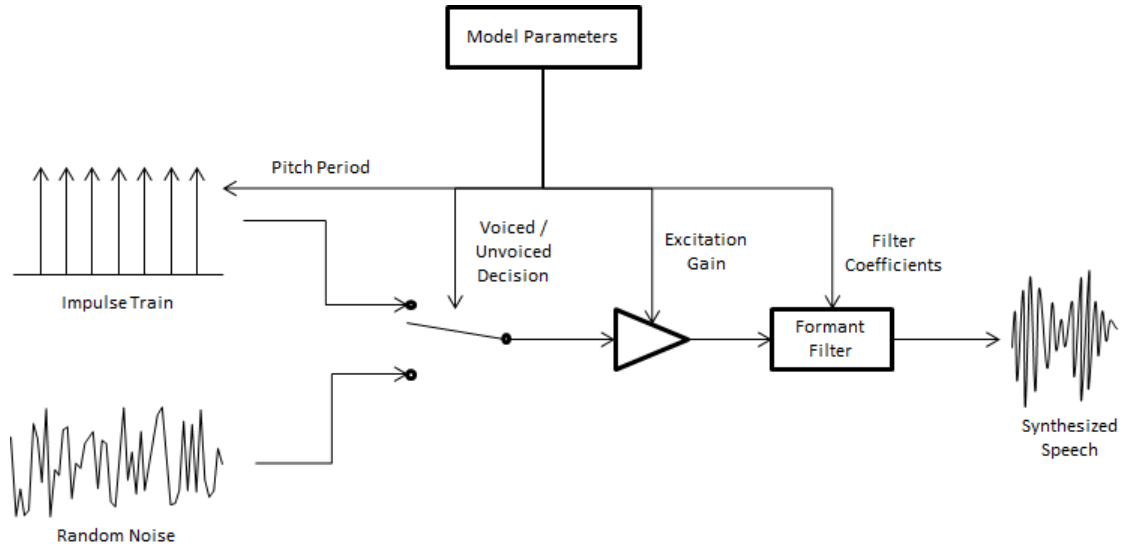 Model Parameters
Pitch Period
Voiced /
Unvoiced
Decision
Excitation
Gain
Filter
Coefficients
Impulse Train
Formant
Filter
Synthesized
Speech
Random Noise